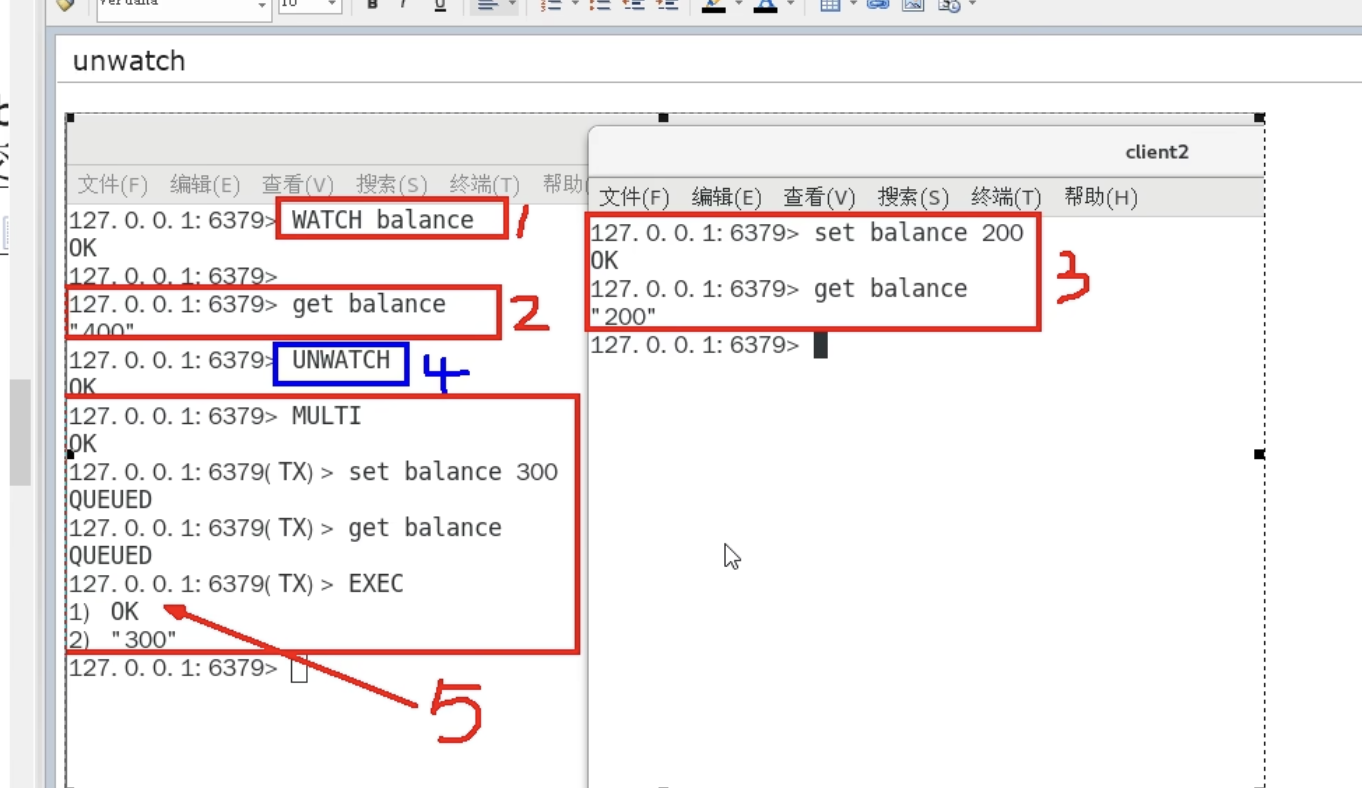 Verdana
10
B I U
unwatch
client2
文件(F) 编辑(E) 查看(V) 搜索(S) 终端(T) 帮助(
127.0.0.1:6379> WATCH balance
OK
127.0.0.1:6379>
127.0.0.1:6379> get balance
"400"
127.0.0.1:6379> UNWATCH
OK
127.0.0.1:6379> MULTI
OK
127.0.0.1:6379(TX)> set balance 300
QUEUED
127.0.0.1:6379(TX)> get balance
QUEUED
127.0.0.1:6379(TX)> EXEC
1) OK
2) "300"
127.0.0.1:6379>
1
2
4
5
文件(F) 编辑(E) 查看(V) 搜索(S) 终端(T) 帮助(H)
127.0.0.1:6379> set balance 200
OK
127.0.0.1:6379> get balance
"200"
127.0.0.1:6379>
3